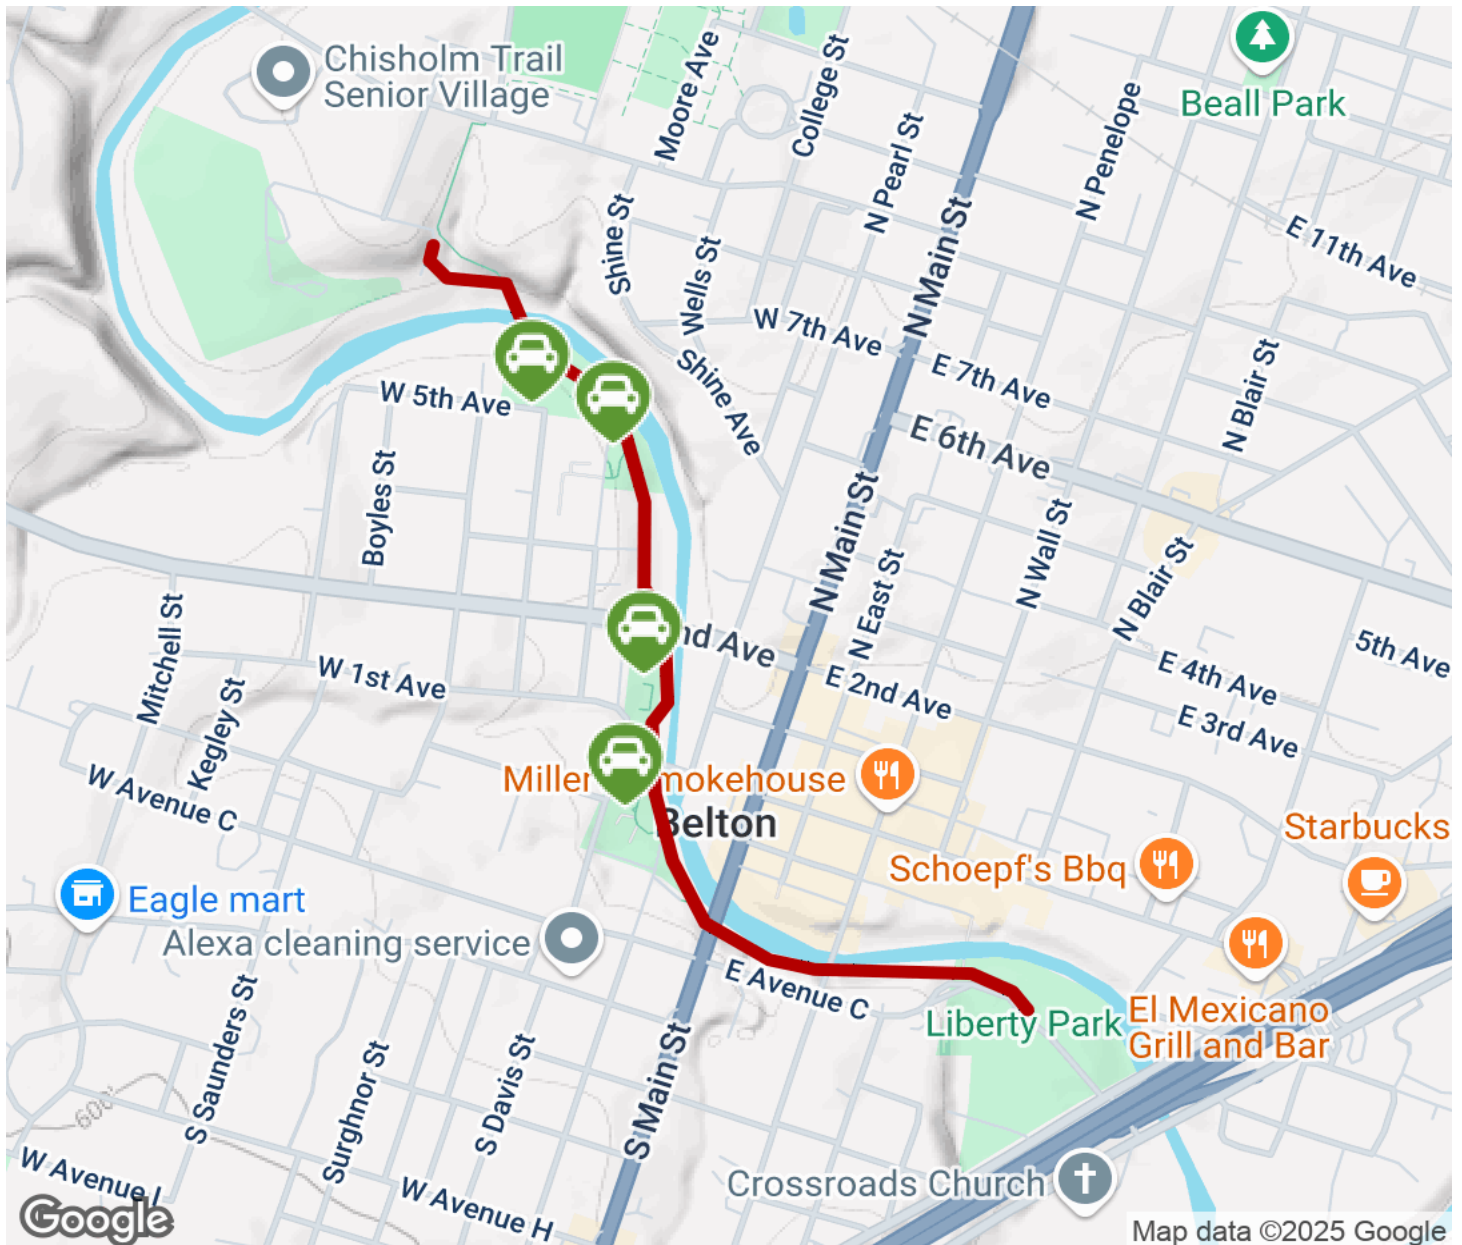 Chisholm Trail
Senior Village
Moore Ave
College St
N Pearl St
N Penelope
Beall Park
E 11th Ave
Shine St
Wells St
N Main St
W 7th Ave
E 7th Ave
Shine Ave
N Blair St
W 5th Ave
E 6th Ave
Boyles St
N Main St
N East St
N Wall St
N Blair St
nd Ave
5th Ave
Mitchell St
W 1st Ave
Kegley St
E 2nd Ave
E 4th Ave
E 3rd Ave
W Avenue C
Miller mokehouse
Belton
Starbucks
Schoepf's Bbq
Eagle mart
Alexa cleaning service
E Avenue C
Liberty Park
El Mexicano
Grill and Bar
S Saunders St
Surghnor St
S Davis St
S Main St
600'
W Avenue I
W Avenue H
Crossroads Church
Google
Map data ©2025 Google